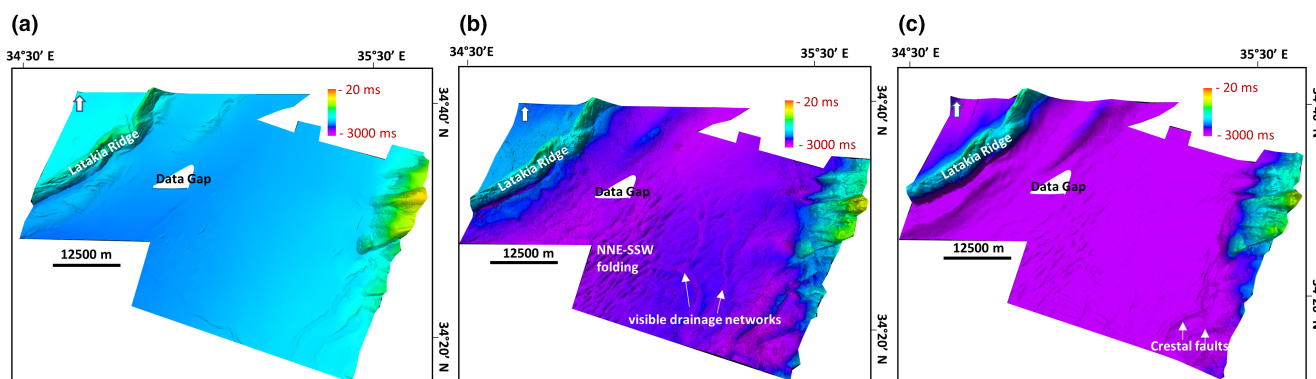 (a)
34°30’ E
35°30’ E
- 20 ms
- 3000 ms
Latakia Ridge
Data Gap
12500 m
34°40’ N
34°20’ N
(b)
34°30’ E
35°30’ E
- 20 ms
- 3000 ms
Latakia Ridge
Data Gap
12500 m
NNE-SSW
folding
visible drainage networks
34°40’ N
34°20’ N
(c)
34°30’ E
35°30’ E
- 20 ms
- 3000 ms
Latakia Ridge
Data Gap
12500 m
Crestal faults